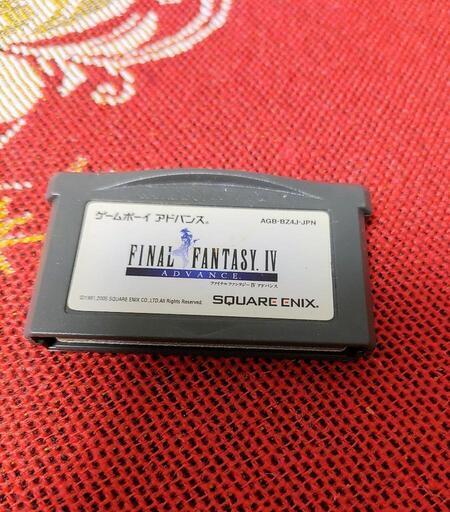 ゲームボーイ アドバンス®
AGB-BZ4J-JPN
FINAL FANTASY. IV
ADVANCE
ファイナルファンタジーIV アドバンス
©1991,2005 SQUARE ENIX CO.,LTD.All Rights Reserved.
SQUARE ENIX.